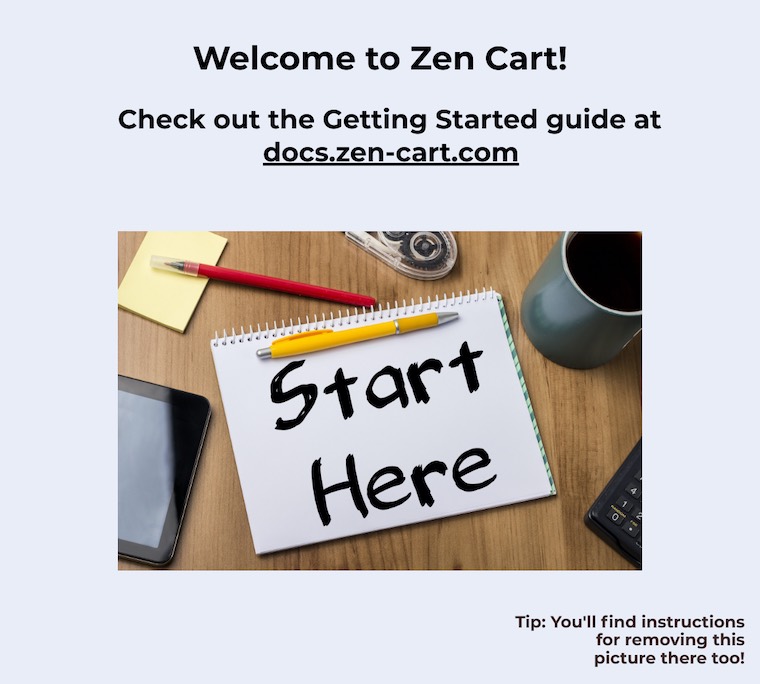 Welcome to Zen Cart!
Check out the Getting Started guide at
docs.zen-cart.com
Start
Here
Tip: You'll find instructions
for removing this
picture there too!